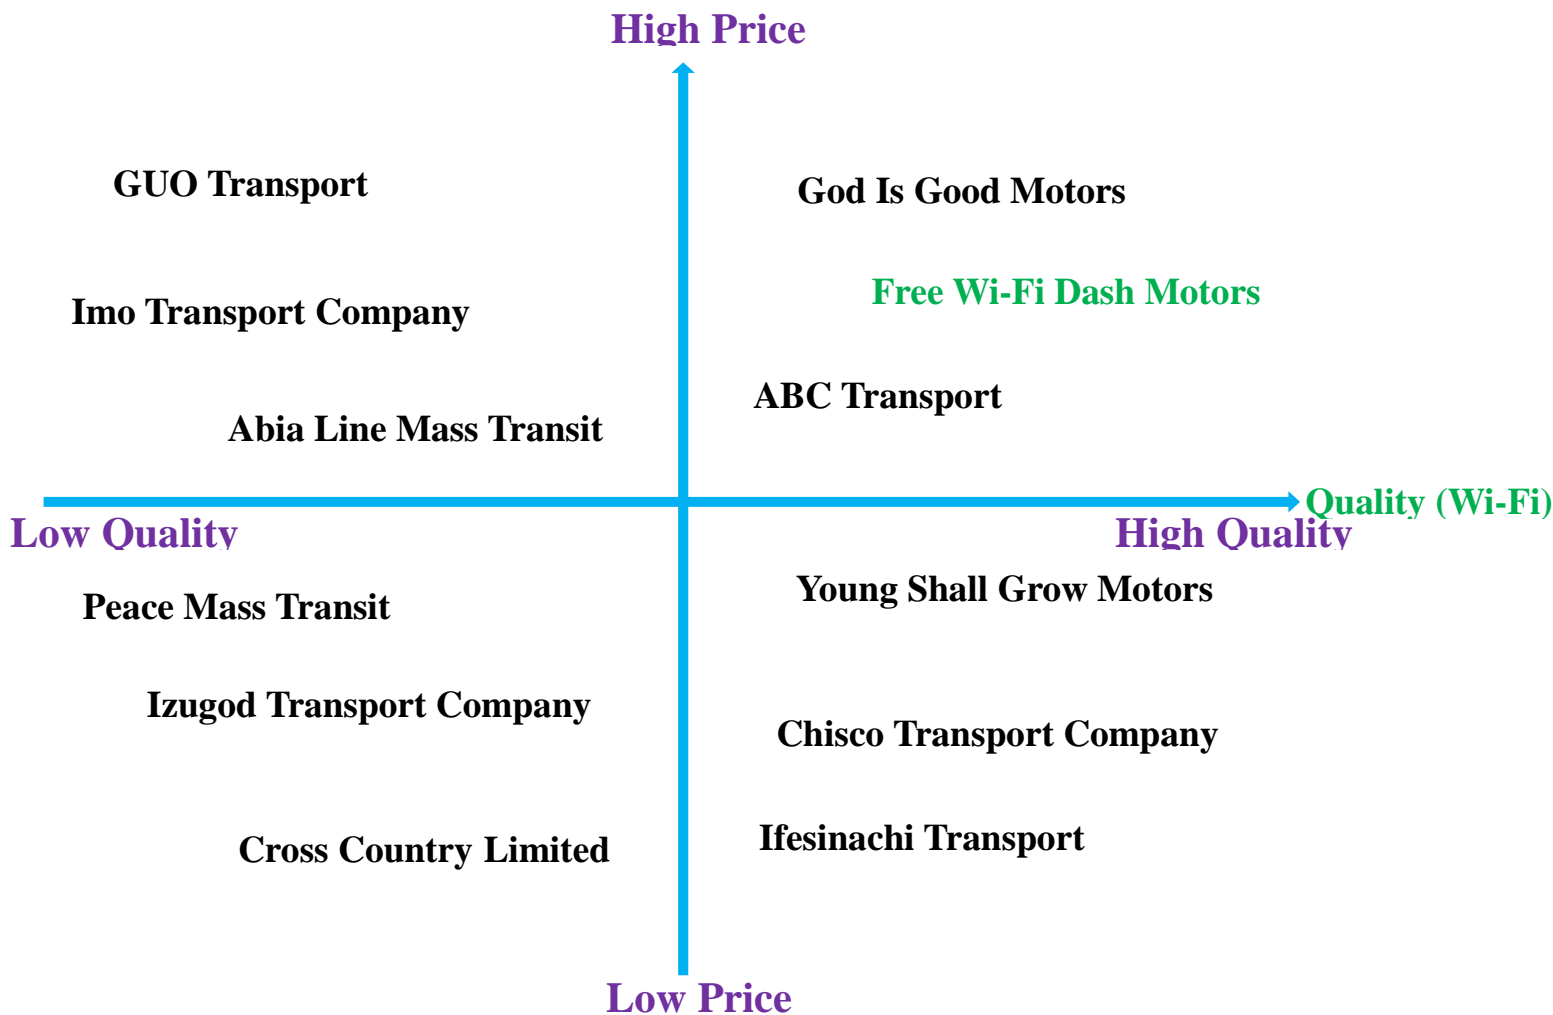 High Price
GUO Transport
God Is Good Motors
Free Wi-Fi Dash Motors
Imo Transport Company
ABC Transport
Abia Line Mass Transit
Quality (Wi-Fi)
Low Quality
High Quality
Young Shall Grow Motors
Peace Mass Transit
Izugod Transport Company
Chisco Transport Company
Ifesinachi Transport
Cross Country Limited
Low Price